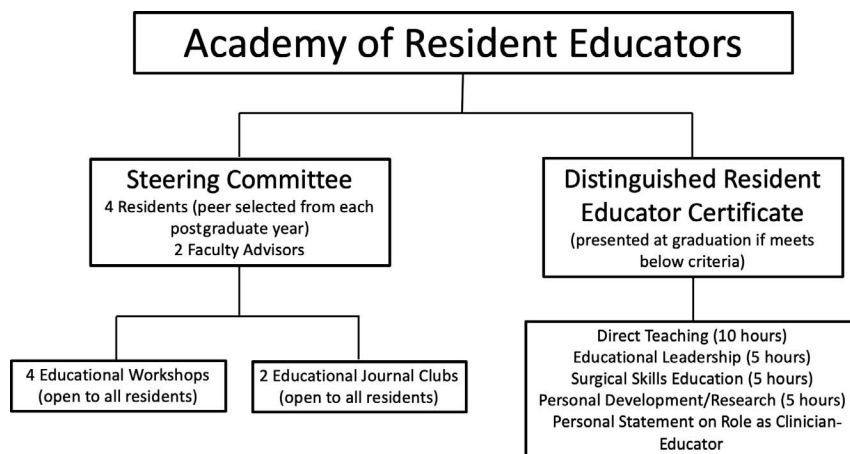 Academy of Resident Educators
Steering Committee
4 Residents (peer selected from each
postgraduate year)
2 Faculty Advisors
Distinguished Resident
Educator Certificate
(presented at graduation if meets
below criteria)
4 Educational Workshops
(open to all residents)
2 Educational Journal Clubs
(open to all residents)
Direct Teaching (10 hours)
Educational Leadership (5 hours)
Surgical Skills Education (5 hours)
Personal Development/Research (5 hours)
Personal Statement on Role as Clinician-
Educator